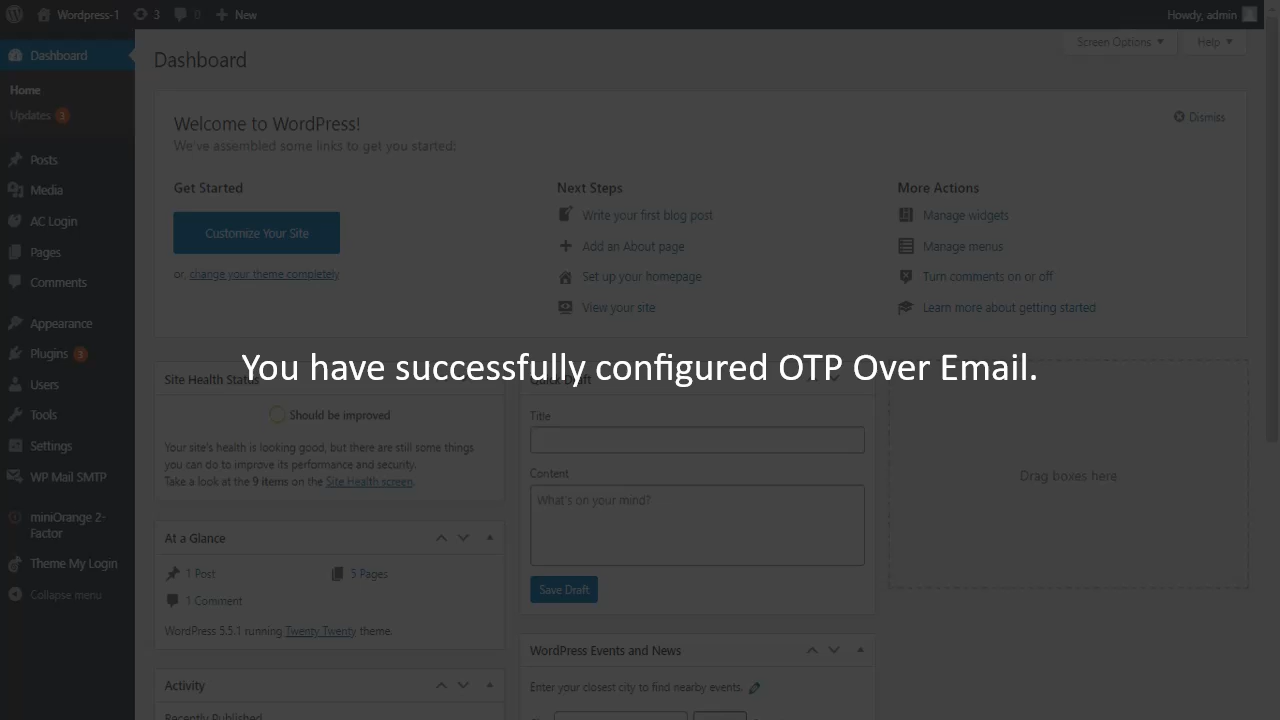 Wordpress-1
3
0
New
Howdy, admin
Dashboard
Home
Updates 3
Posts
Media
AC Login
Pages
Comments
Appearance
Plugins 3
Users
Tools
Settings
WP Mail SMTP
miniOrange 2-
Factor
Theme My Login
Collapse menu
Dashboard
Screen Options
Help
Welcome to WordPress!
We've assembled some links to get you started:
Dismiss
Get Started
Customize Your Site
or, change your theme completely
Next Steps
Write your first blog post
Add an About page
Set up your homepage
View your site
More Actions
Manage widgets
Manage menus
Turn comments on or off
Learn more about getting started
You have successfully configured OTP Over Email.
Site Health Status
Should be improved
Your site's health is looking good, but there are still some things
you can do to improve its performance and security.
Take a look at the 9 items on the Site Health screen.
At a Glance
1 Post
3 Pages
1 Comment
WordPress 5.5.1 running Twenty Twenty theme.
Activity
Recently Published
Quick Draft
Title
Content
What's on your mind?
Save Draft
WordPress Events and News
Enter your closest city to find nearby events.
Drag boxes here